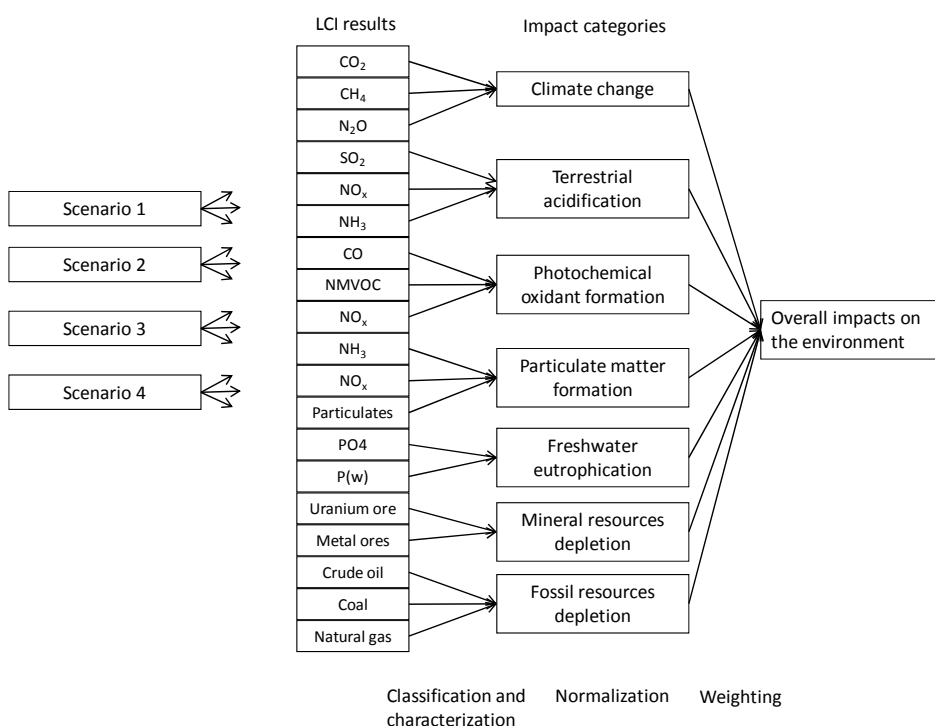 LCI results
Impact categories
CO₂
CH₄
N₂O
SO₂
NOₓ
NH₃
CO
NMVOC
NOₓ
NH₃
NOₓ
Particulates
PO4
P(w)
Uranium ore
Metal ores
Crude oil
Coal
Natural gas
Scenario 1
Scenario 2
Scenario 3
Scenario 4
Climate change
Terrestrial
acidification
Photochemical
oxidant formation
Particulate matter
formation
Freshwater
eutrophication
Mineral resources
depletion
Fossil resources
depletion
Overall impacts on
the environment
Classification and
characterization
Normalization
Weighting